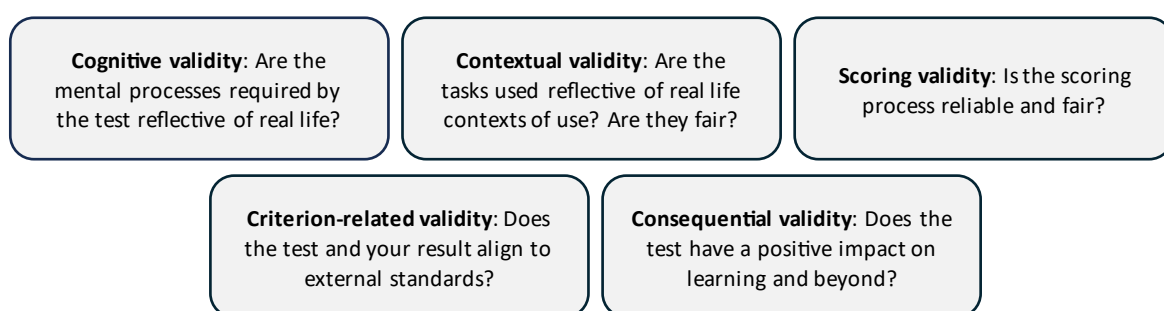 Cognitive validity: Are the
mental processes required by
the test reflective of real life?
Contextual validity: Are the
tasks used reflective of real life
contexts of use? Are they fair?
Scoring validity: Is the scoring
process reliable and fair?
Criterion-related validity: Does
the test and your result align to
external standards?
Consequential validity: Does the
test have a positive impact on
learning and beyond?